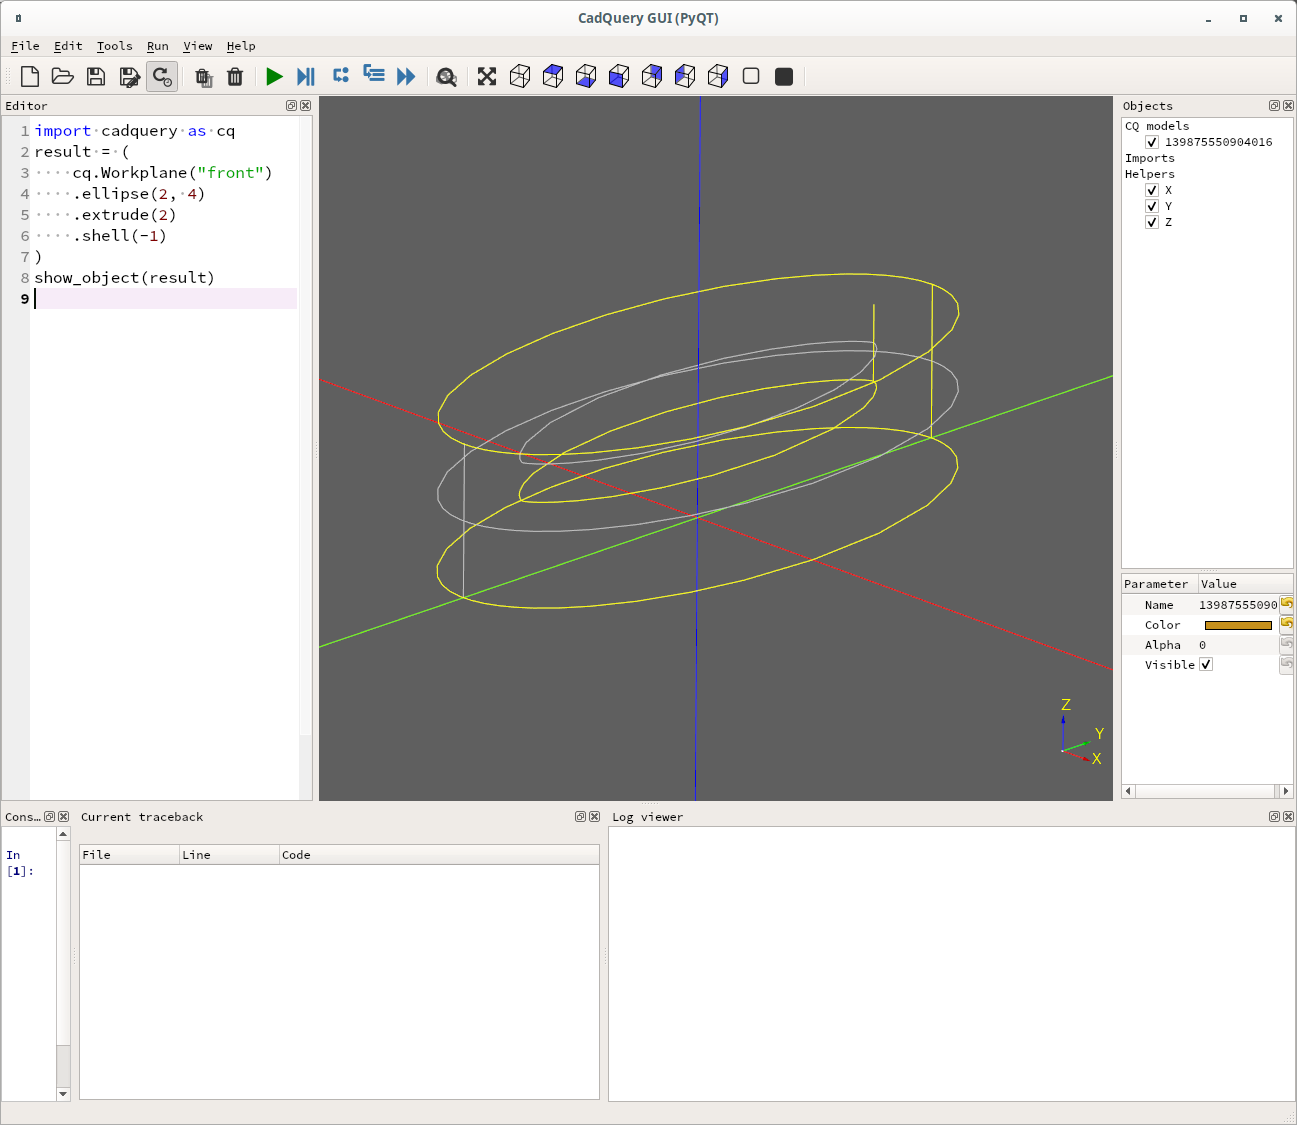 CadQuery GUI (PyQT)
File Edit Tools Run View Help
Editor
1 import cadquery as cq
2 result = (
3     cq.Workplane("front")
4     .ellipse(2, 4)
5     .extrude(2)
6     .shell(-1)
7 )
8 show_object(result)
9
Z
Y
X
Objects
CQ models
139875550904016
Imports
Helpers
X
Y
Z
Parameter Value
Name 13987555090
Color
Alpha 0
Visible
Cons...
In
[1]:
Current traceback
File Line Code
Log viewer